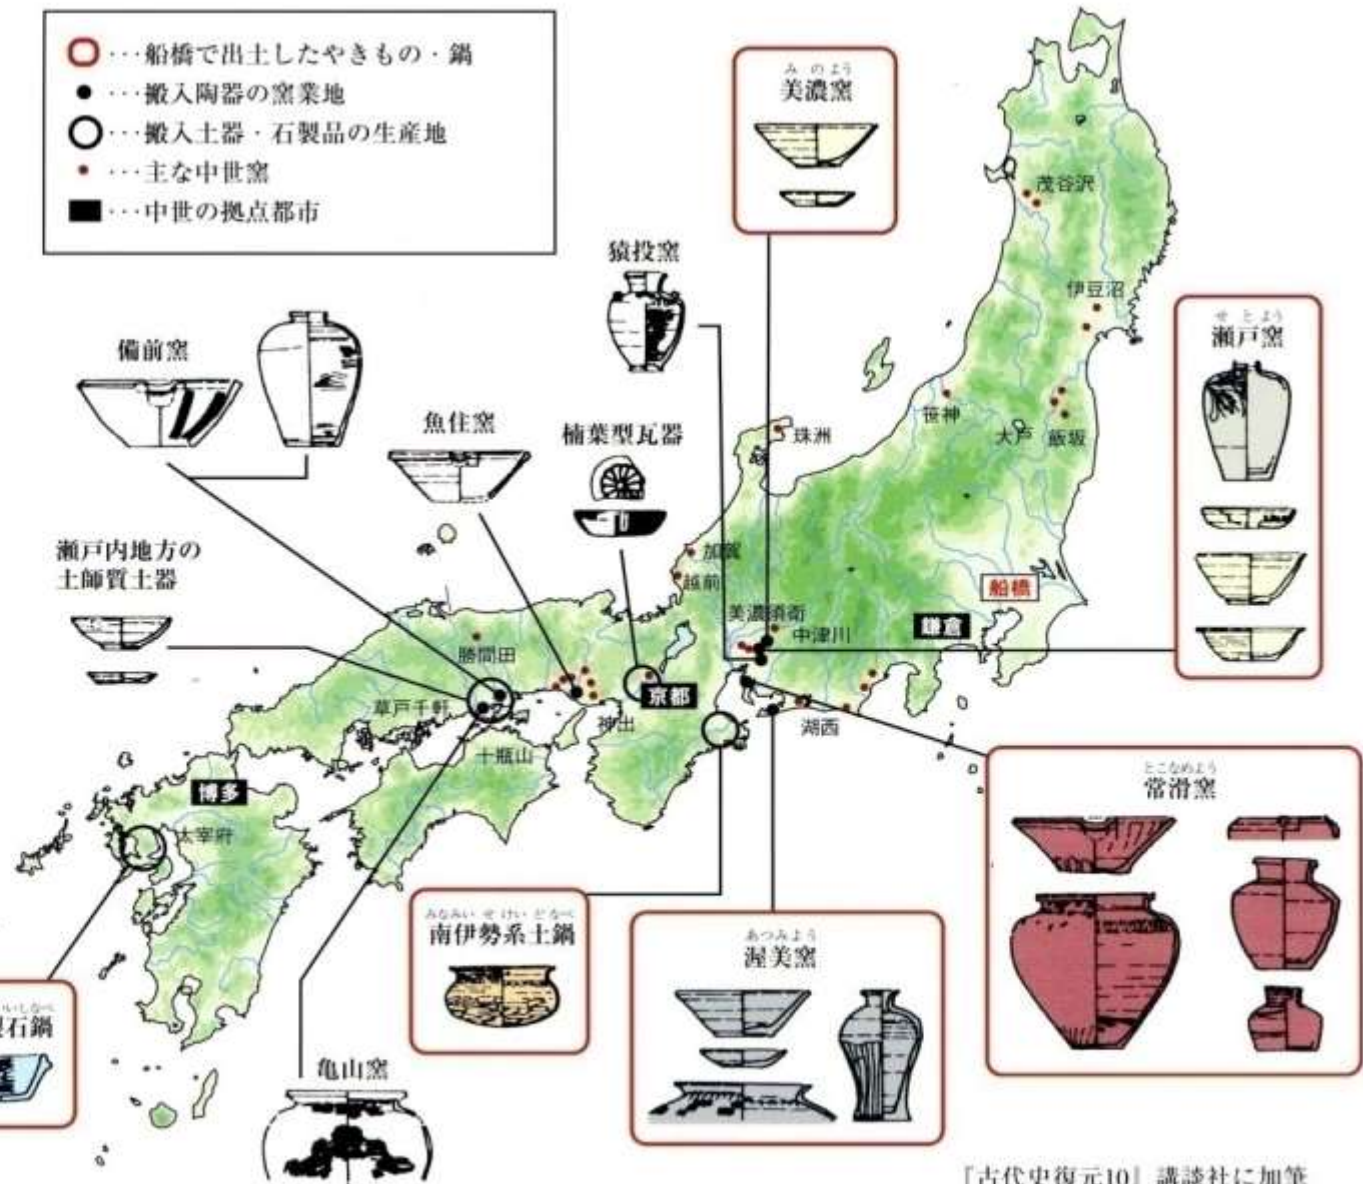 ･･･船橋で出土したやきもの・鍋
･･･搬入陶器の窯業地
･･･搬入土器・石製品の生産地
･･･主な中世窯
･･･中世の拠点都市
みのよう
美濃窯
茂谷沢
猿投窯
伊豆沼
せとよう
瀬戸窯
備前窯
魚住窯
楠葉型瓦器
笹神
大戸
飯坂
珠洲
瀬戸内地方の
土師質土器
加賀
越前
船橋
美濃須衛
中津川
鎌倉
勝間田
京都
草戸千軒
神出
湖西
十瓶山
博多
太宰府
とこなめよう
常滑窯
みなみいせけいどなべ
南伊勢系土鍋
あつみよう
渥美窯
いしなべ
石鍋
亀山窯
『古代史復元10』講談社に加筆